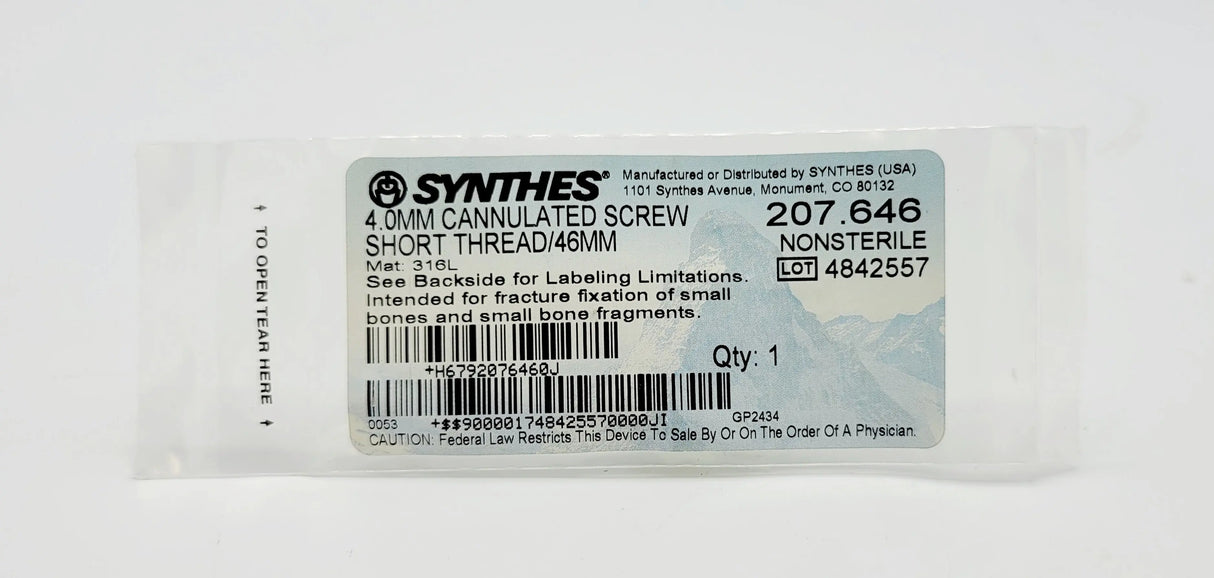 TO OPEN TEAR HERE
SYNTHES®
Manufactured or Distributed by SYNTHES (USA)
1101 Synthes Avenue, Monument, CO 80132
4.0MM CANNULATED SCREW
SHORT THREAD/46MM
207.646
NONSTERILE
LOT 4842557
Mat: 316L
See Backside for Labeling Limitations.
Intended for fracture fixation of small
bones and small bone fragments.
+H6792076460J
Qty: 1
0053 +$$900001748425570000JI GP2434
CAUTION: Federal Law Restricts This Device To Sale By Or On The Order Of A Physician.